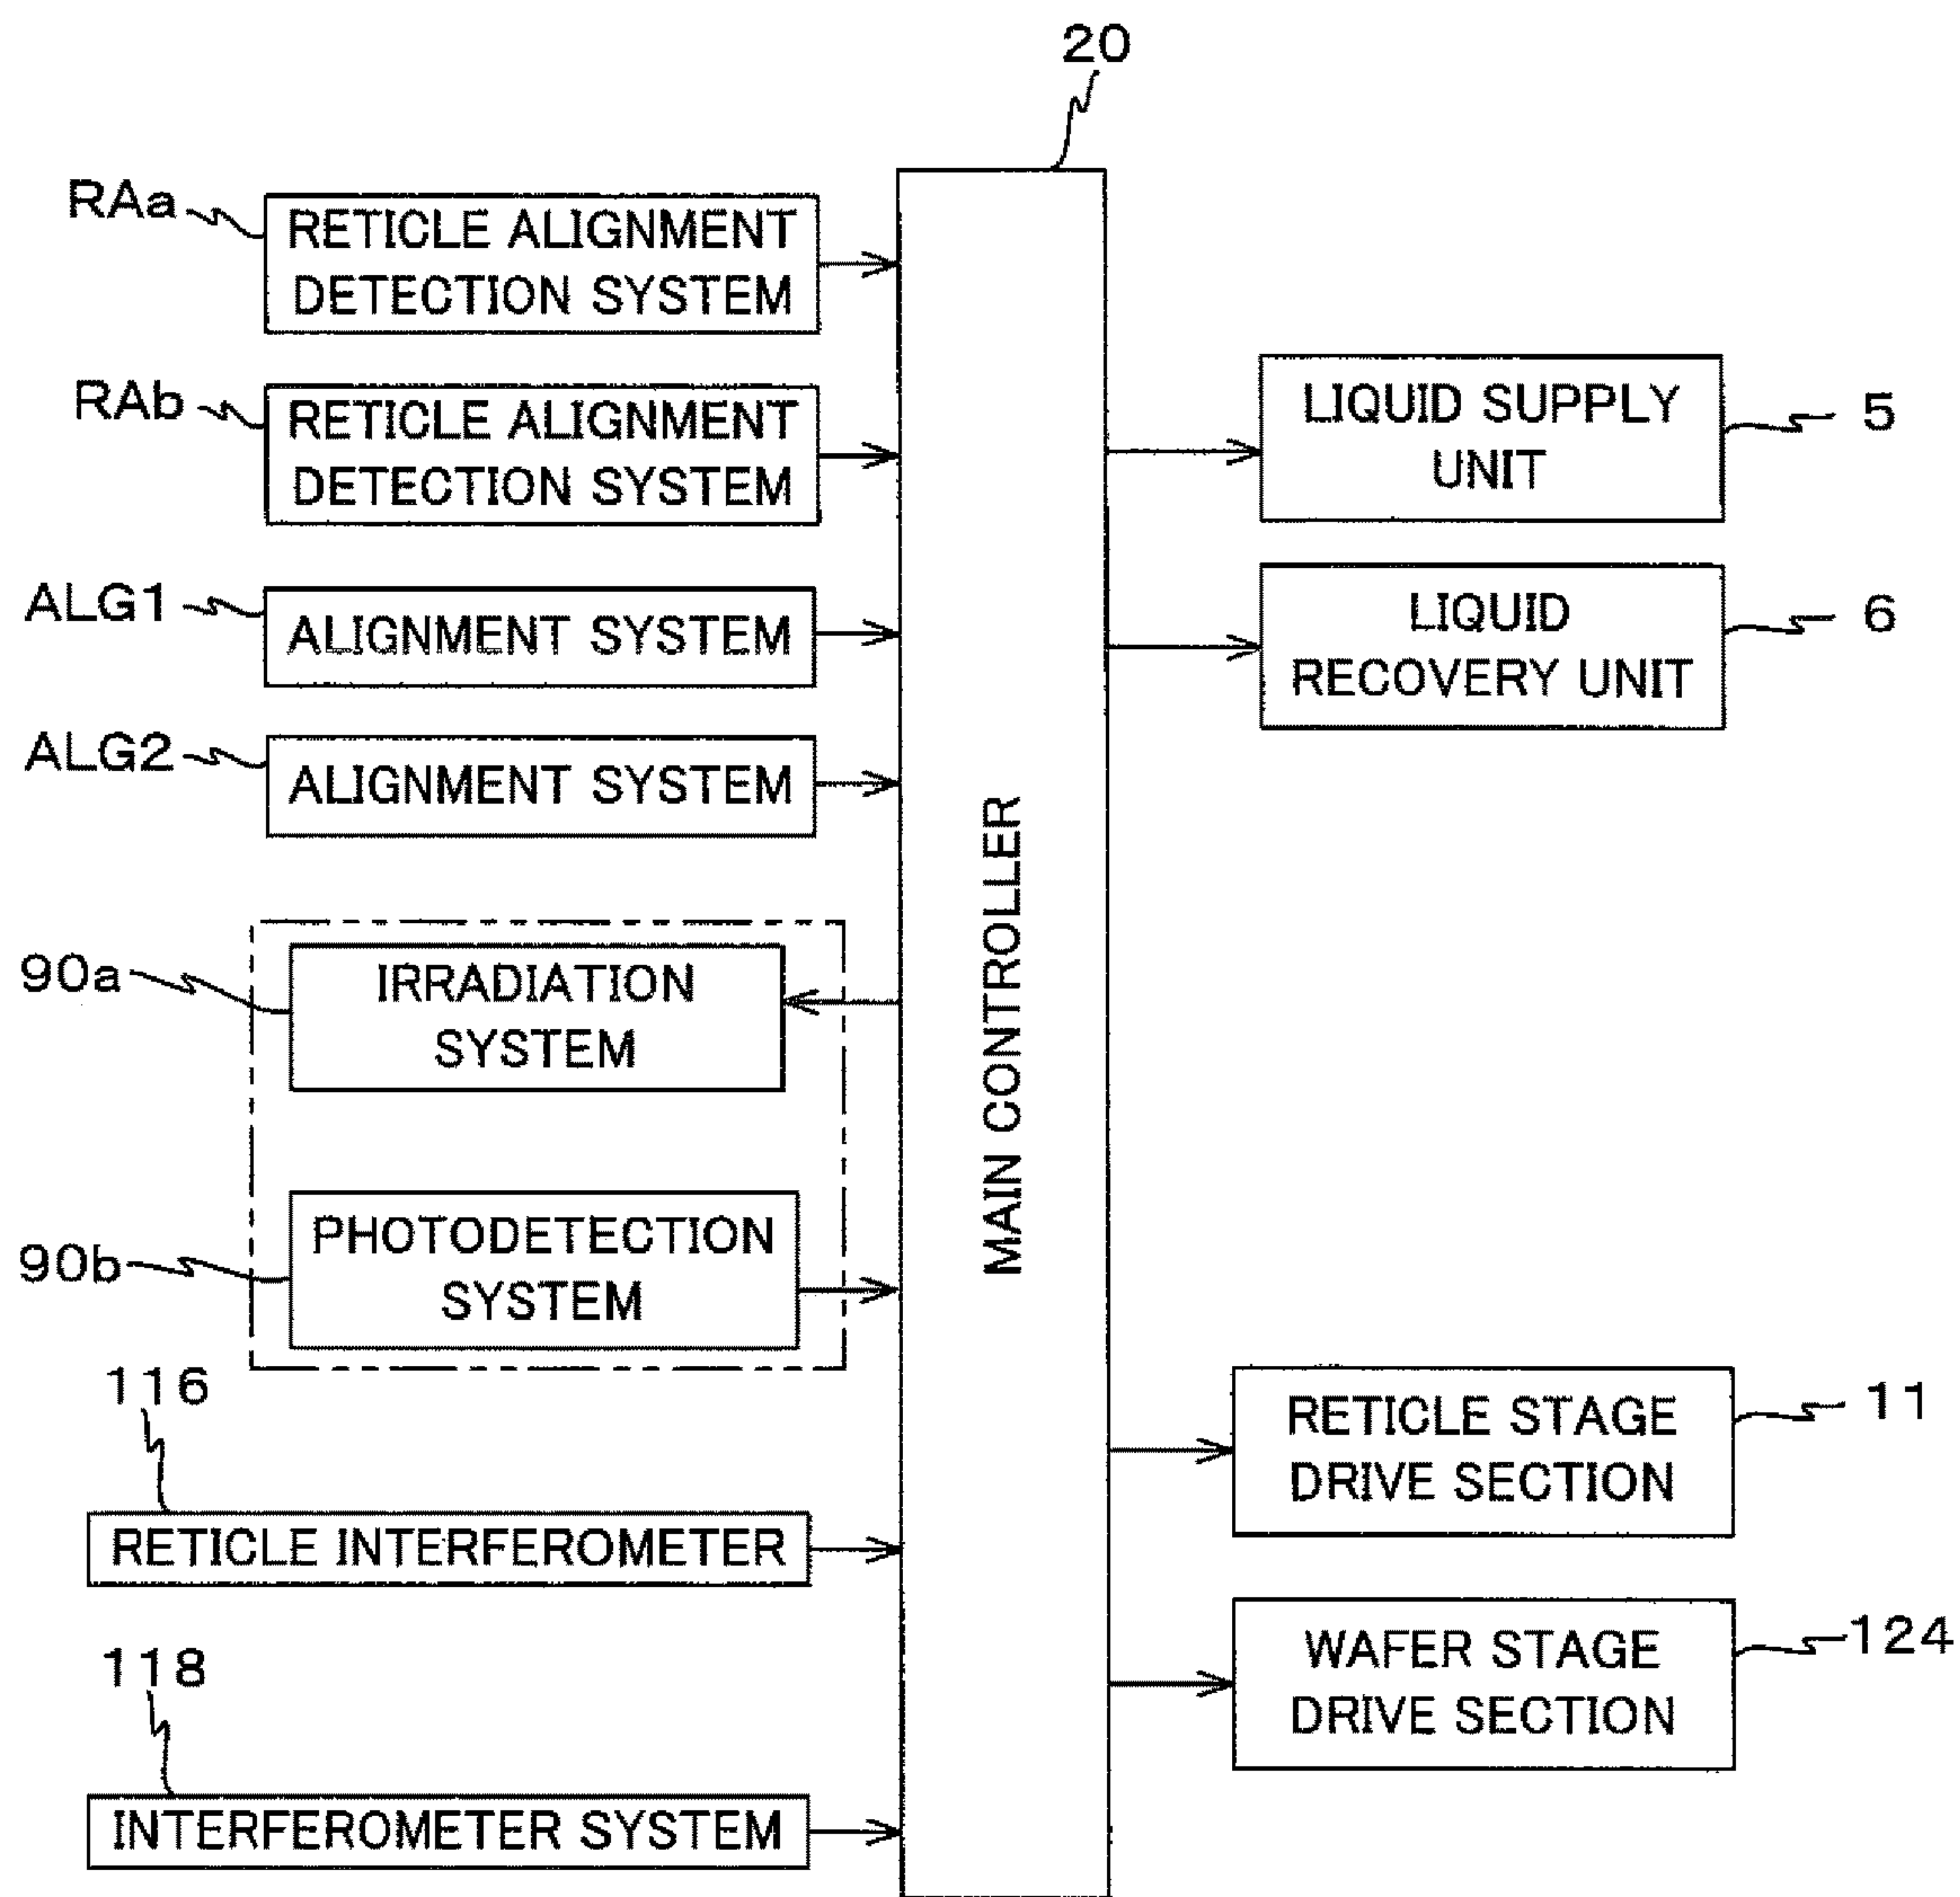 20
RAa
RETICLE ALIGNMENT
DETECTION SYSTEM
RAb
RETICLE ALIGNMENT
DETECTION SYSTEM
ALG1
ALIGNMENT SYSTEM
ALG2
ALIGNMENT SYSTEM
90a
IRRADIATION
SYSTEM
90b
PHOTODETECTION
SYSTEM
116
RETICLE INTERFEROMETER
118
INTERFEROMETER SYSTEM
MAIN CONTROLLER
LIQUID SUPPLY
UNIT
5
LIQUID
RECOVERY UNIT
6
RETICLE STAGE
DRIVE SECTION
11
WAFER STAGE
DRIVE SECTION
124